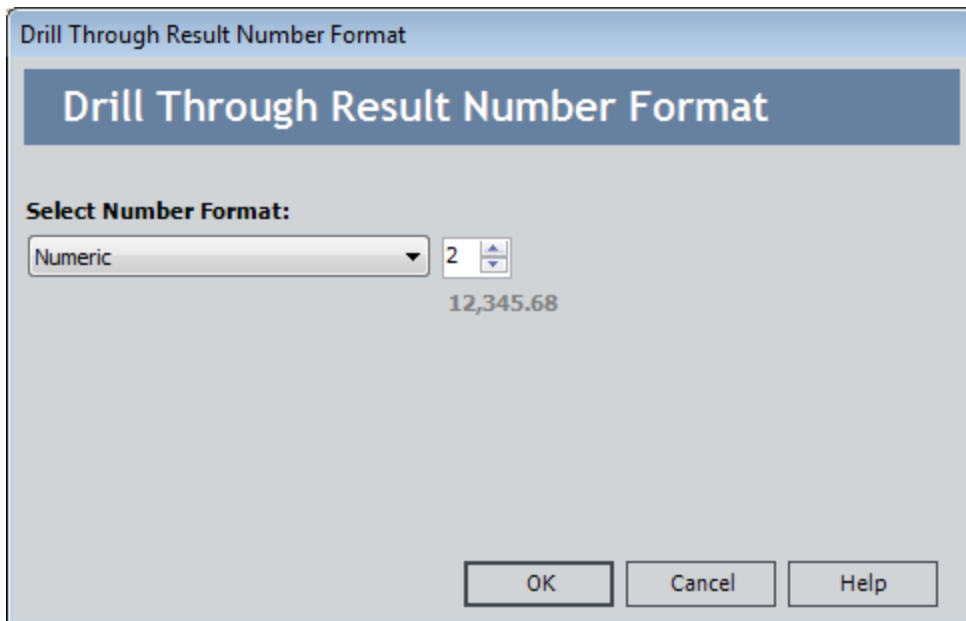 Drill Through Result Number Format
Drill Through Result Number Format
Select Number Format:
Numeric 2
12,345.68
OK Cancel Help